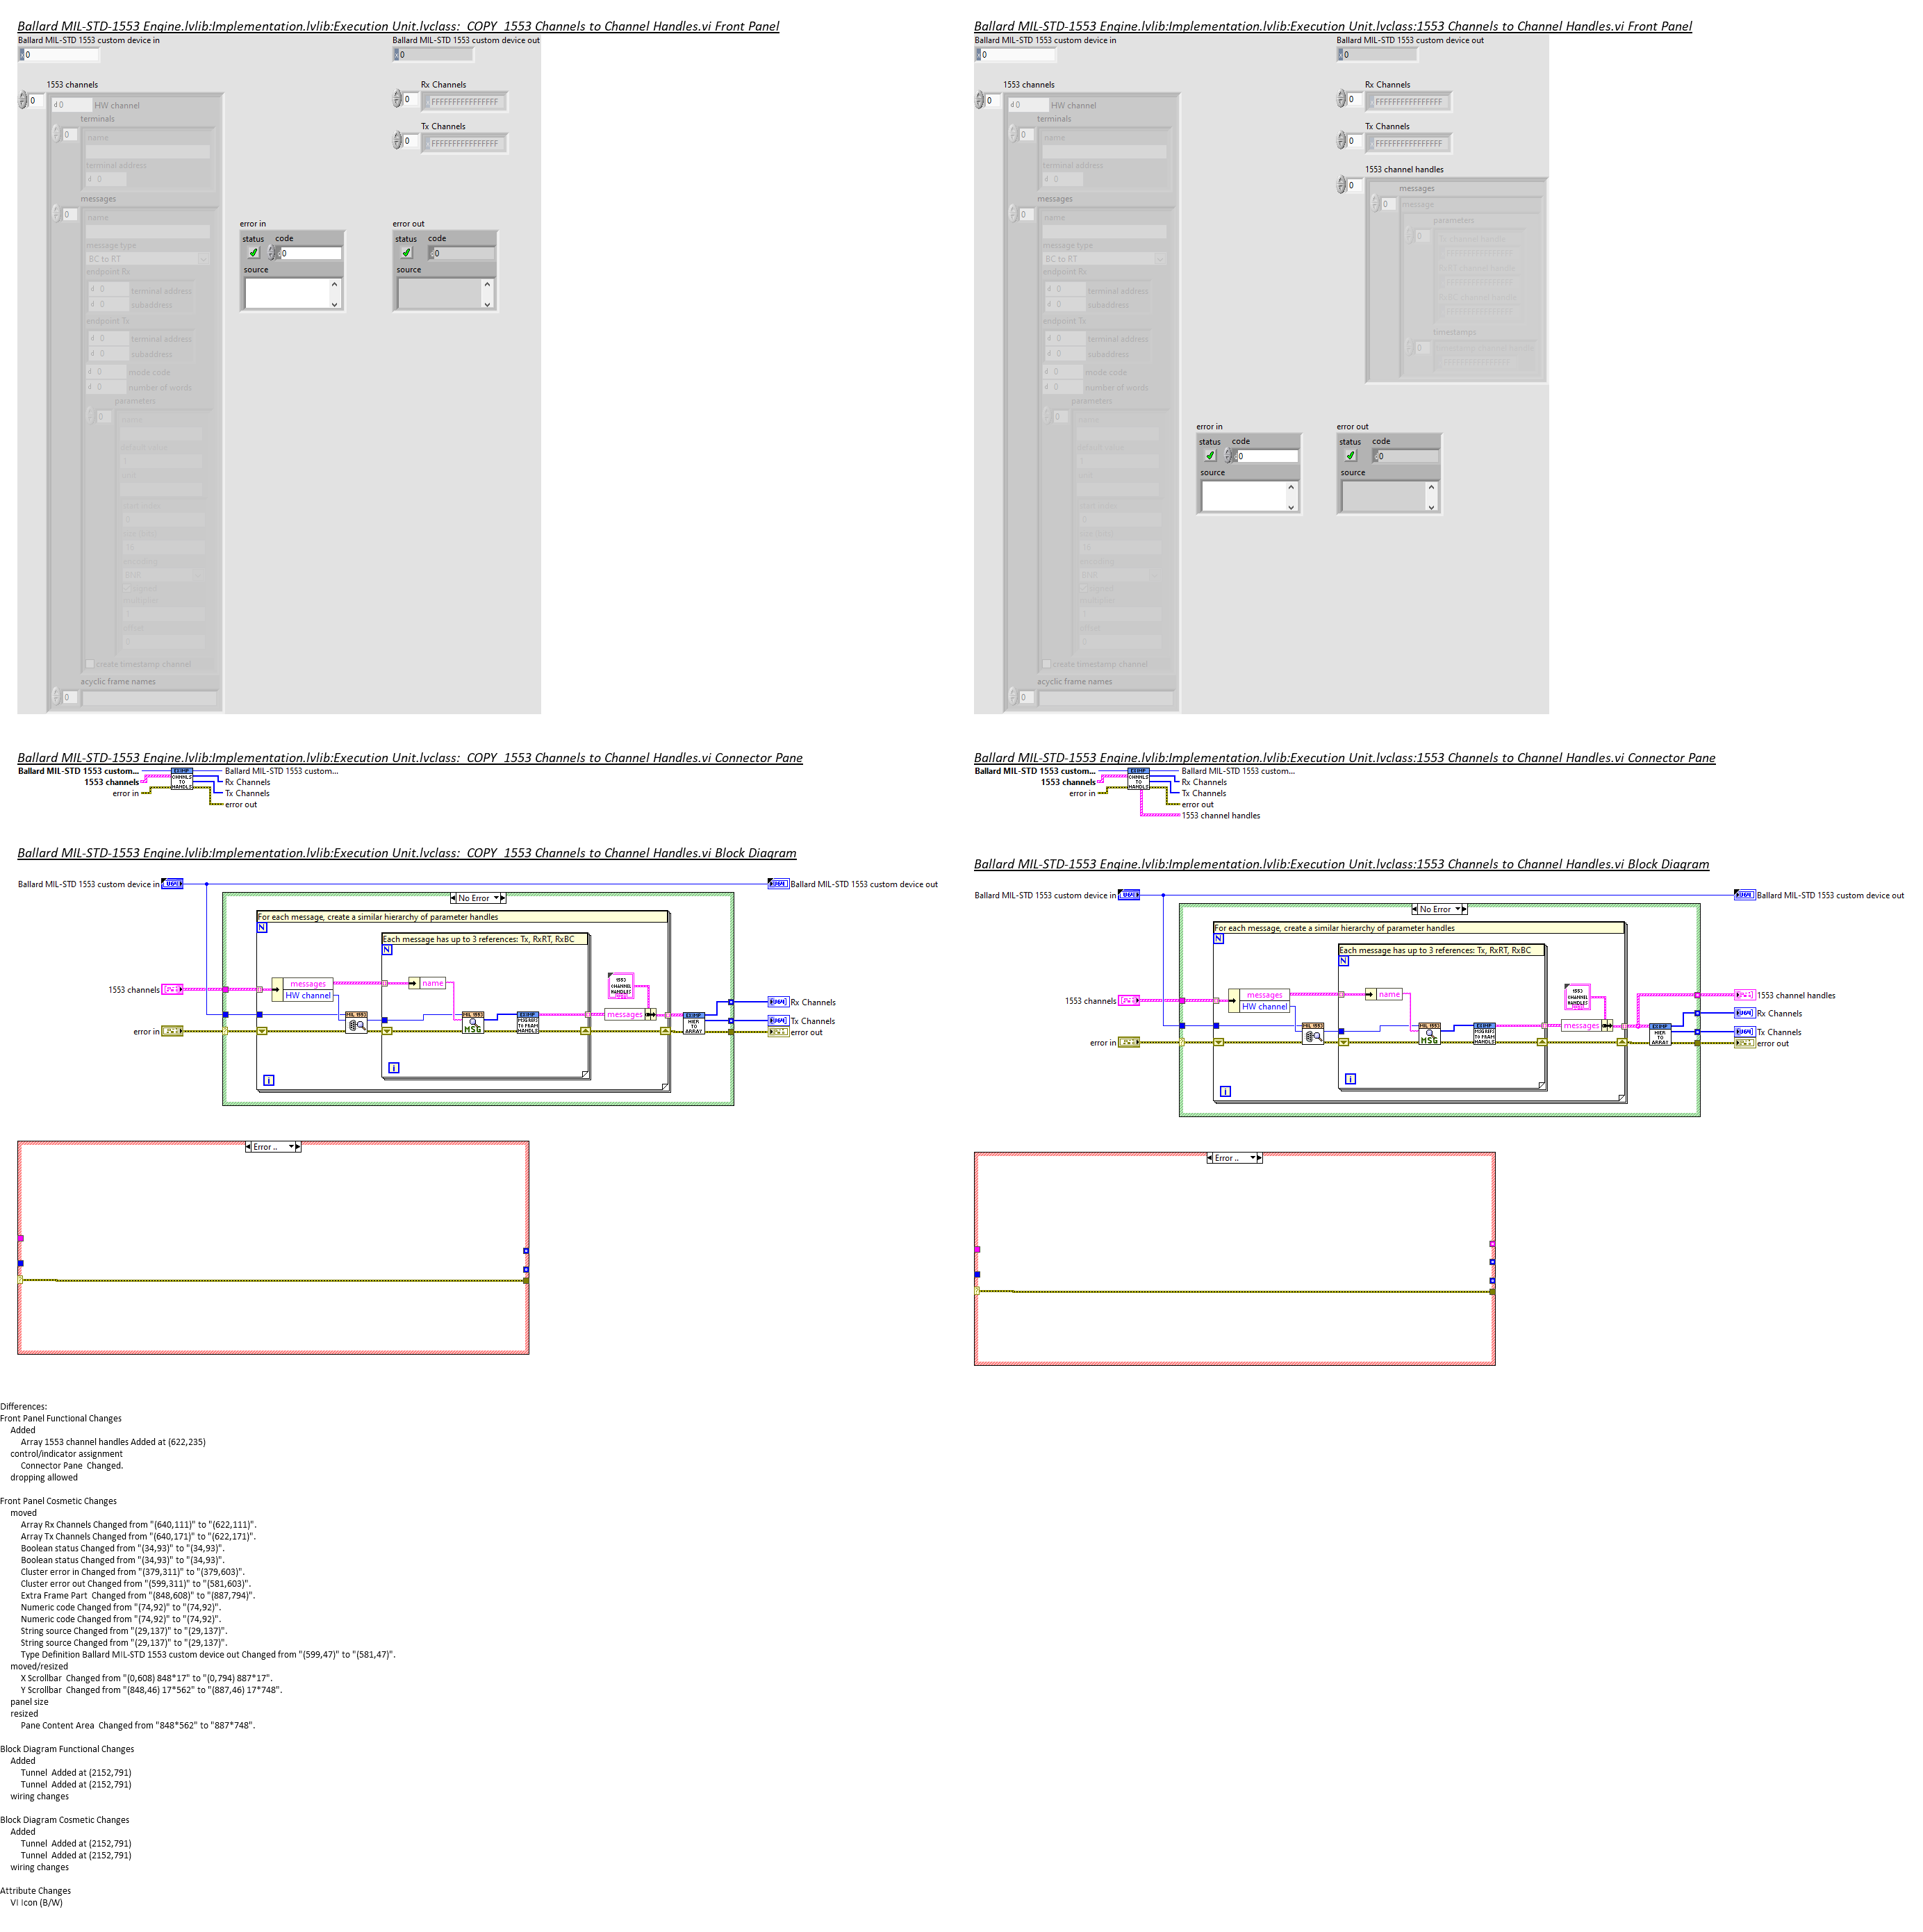 Ballard MIL-STD-1553 Engine.lvlib:Implementation.lvlib:Execution Unit.lvclass:_COPY_1553 Channels to Channel Handles.vi Front Panel
Ballard MIL-STD 1553 custom device in
Ballard MIL-STD 1553 custom device out
0
0
1553 channels
0
d 0 HW channel
terminals
0
name
terminal address
d 0
messages
0
name
message type
BC to RT
endpoint Rx
d 0 terminal address
d 0 subaddress
endpoint Tx
d 0 terminal address
d 0 subaddress
d 0 mode code
d 0 number of words
parameters
0
create timestamp channel
acyclic frame names
0
Rx Channels
0 FFFFFFFFFFFFFFFF
Tx Channels
0 FFFFFFFFFFFFFFFF
error in
status code
0
source
error out
status code
0
source
Ballard MIL-STD-1553 Engine.lvlib:Implementation.lvlib:Execution Unit.lvclass:1553 Channels to Channel Handles.vi Front Panel
Ballard MIL-STD 1553 custom device in
Ballard MIL-STD 1553 custom device out
0
0
1553 channels
0
d 0 HW channel
terminals
0
name
terminal address
d 0
messages
0
name
message type
BC to RT
endpoint Rx
d 0 terminal address
d 0 subaddress
endpoint Tx
d 0 terminal address
d 0 subaddress
d 0 mode code
d 0 number of words
parameters
0
create timestamp channel
acyclic frame names
0
Rx Channels
0 FFFFFFFFFFFFFFFF
Tx Channels
0 FFFFFFFFFFFFFFFF
1553 channel handles
0
messages
0
message
parameters
0
timestamps
0
error in
status code
0
source
error out
status code
0
source
Ballard MIL-STD-1553 Engine.lvlib:Implementation.lvlib:Execution Unit.lvclass:_COPY_1553 Channels to Channel Handles.vi Connector Pane
Ballard MIL-STD 1553 custom...
1553 channels
error in
CHNNLS TO HANDLS
Ballard MIL-STD 1553 custom...
Rx Channels
Tx Channels
error out
Ballard MIL-STD-1553 Engine.lvlib:Implementation.lvlib:Execution Unit.lvclass:1553 Channels to Channel Handles.vi Connector Pane
Ballard MIL-STD 1553 custom...
1553 channels
error in
CHNNLS TO HANDLS
Ballard MIL-STD 1553 custom...
Rx Channels
Tx Channels
error out
1553 channel handles
Ballard MIL-STD-1553 Engine.lvlib:Implementation.lvlib:Execution Unit.lvclass:_COPY_1553 Channels to Channel Handles.vi Block Diagram
Ballard MIL-STD 1553 custom device in
Ballard MIL-STD 1553 custom device out
No Error
For each message, create a similar hierarchy of parameter handles
N
Each message has up to 3 references: Tx, RxRT, RxBC
N
1553 channels
messages
HW channel
name
1553 CHANNEL HANDLES
messages
MIL 1553
MIL 1553
MSG
HIER TO ARRAY
error in
i
i
Rx Channels
Tx Channels
error out
Error ..
Ballard MIL-STD-1553 Engine.lvlib:Implementation.lvlib:Execution Unit.lvclass:1553 Channels to Channel Handles.vi Block Diagram
Ballard MIL-STD 1553 custom device in
Ballard MIL-STD 1553 custom device out
No Error
For each message, create a similar hierarchy of parameter handles
N
Each message has up to 3 references: Tx, RxRT, RxBC
N
1553 channels
messages
HW channel
name
1553 CHANNEL HANDLES
messages
MIL 1553
MIL 1553
MSG
HIER TO ARRAY
error in
i
i
1553 channel handles
Rx Channels
Tx Channels
error out
Error ..
Differences:
Front Panel Functional Changes
Added
Array 1553 channel handles Added at (622,235)
control/indicator assignment
Connector Pane  Changed.
dropping allowed
Front Panel Cosmetic Changes
moved
Array Rx Channels Changed from "(640,111)" to "(622,111)".
Array Tx Channels Changed from "(640,171)" to "(622,171)".
Boolean status Changed from "(34,93)" to "(34,93)".
Boolean status Changed from "(34,93)" to "(34,93)".
Cluster error in Changed from "(379,311)" to "(379,603)".
Cluster error out Changed from "(599,311)" to "(581,603)".
Extra Frame Part  Changed from "(848,608)" to "(887,794)".
Numeric code Changed from "(74,92)" to "(74,92)".
Numeric code Changed from "(74,92)" to "(74,92)".
String source Changed from "(29,137)" to "(29,137)".
String source Changed from "(29,137)" to "(29,137)".
Type Definition Ballard MIL-STD 1553 custom device out Changed from "(599,47)" to "(581,47)".
moved/resized
X Scrollbar  Changed from "(0,608) 848*17" to "(0,794) 887*17".
Y Scrollbar  Changed from "(848,46) 17*562" to "(887,46) 17*748".
panel size
resized
Pane Content Area  Changed from "848*562" to "887*748".
Block Diagram Functional Changes
Added
Tunnel  Added at (2152,791)
Tunnel  Added at (2152,791)
wiring changes
Block Diagram Cosmetic Changes
Added
Tunnel  Added at (2152,791)
Tunnel  Added at (2152,791)
wiring changes
Attribute Changes
VI Icon (B/W)